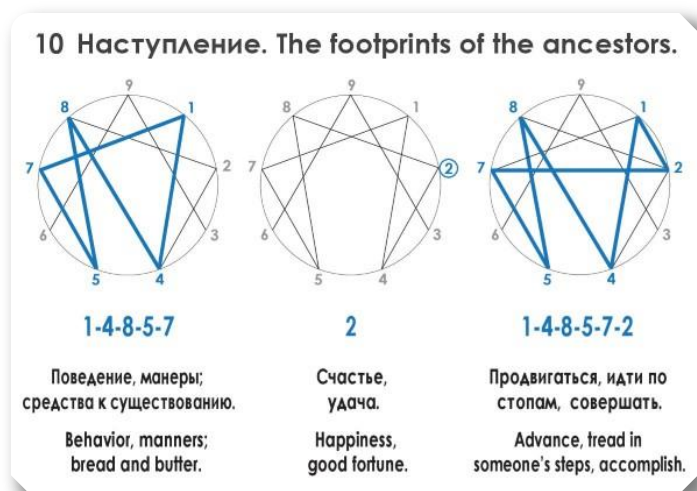 10 Наступление. The footprints of the ancestors.
9
8 1
7 2
6 3
5 4
9
8 1
7 2
6 3
5 4
9
8 1
7 2
6 3
5 4
1-4-8-5-7
2
1-4-8-5-7-2
Поведение, манеры;
средства к существованию.
Behavior, manners;
bread and butter.
Счастье,
удача.
Happiness,
good fortune.
Продвигаться, идти по
стопам, совершать.
Advance, tread in
someone's steps, accomplish.